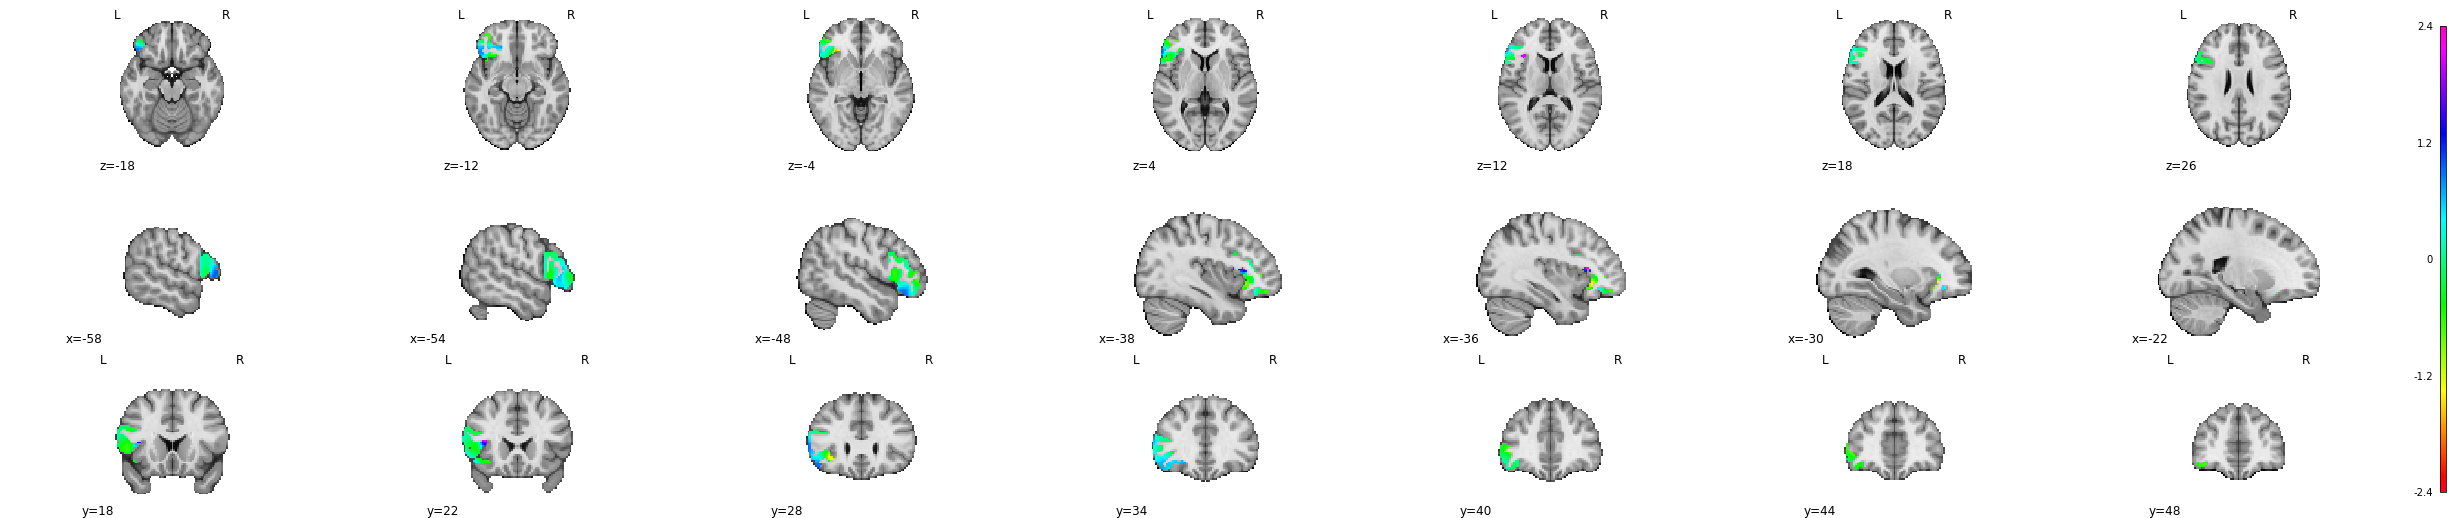 L R L R L R L R L R L R L R
z=-18 z=-12 z=-4 z=4 z=12 z=18 z=26
x=-58 x=-54 x=-48 x=-38 x=-36 x=-30 x=-22
L R L R L R L R L R L R L R
y=18 y=22 y=28 y=34 y=40 y=44 y=48
2.4
1.2
0
-1.2
-2.4